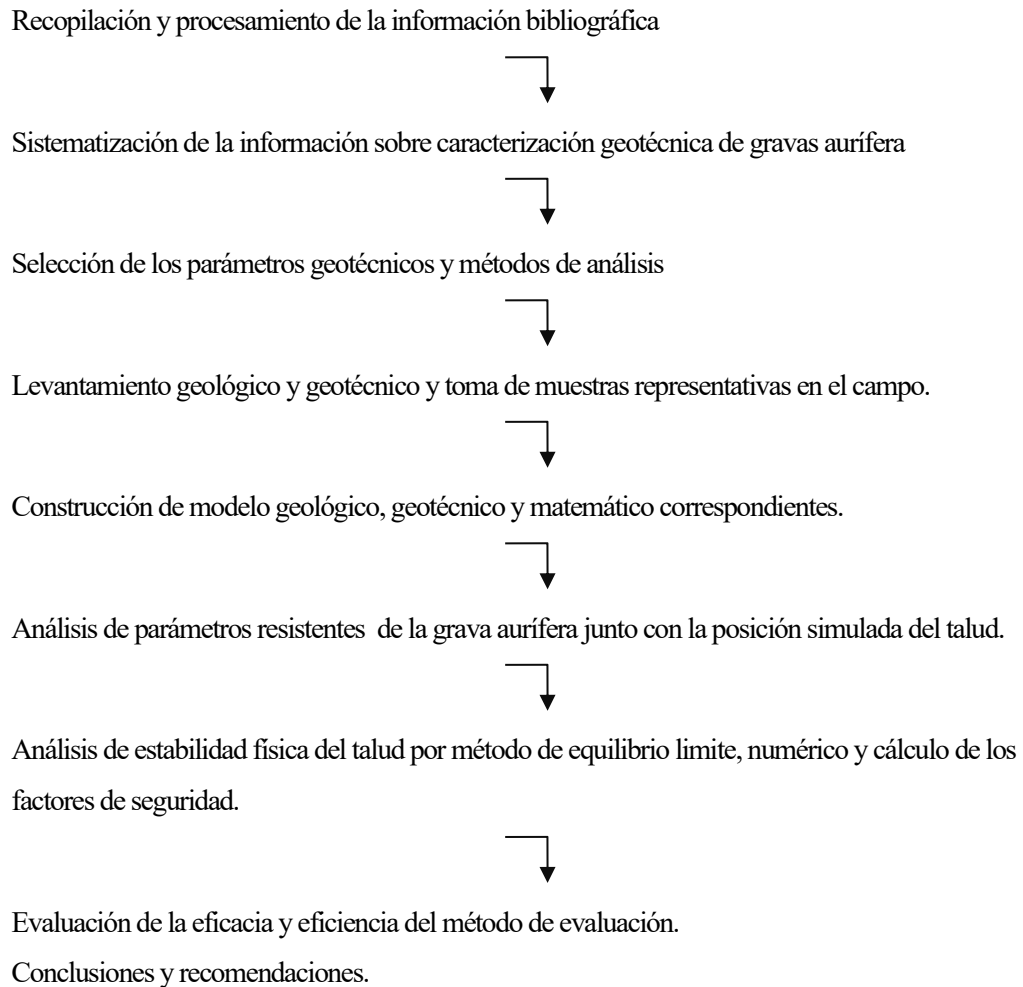 Recopilación y procesamiento de la información bibliográfica
Sistematización de la información sobre caracterización geotécnica de gravas aurífera
Selección de los parámetros geotécnicos y métodos de análisis
Levantamiento geológico y geotécnico y toma de muestras representativas en el campo.
Construcción de modelo geológico, geotécnico y matemático correspondientes.
Análisis de parámetros resistentes de la grava aurífera junto con la posición simulada del talud.
Análisis de estabilidad física del talud por método de equilibrio limite, numérico y cálculo de los
factores de seguridad.
Evaluación de la eficacia y eficiencia del método de evaluación.
Conclusiones y recomendaciones.